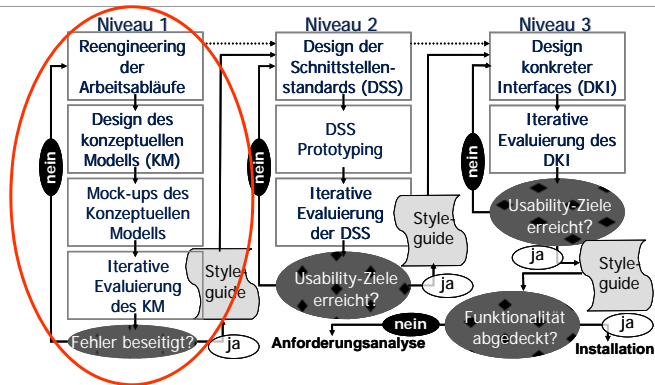 Niveau 1
Reengineering
der
Arbeitsabläufe
Design des
konzeptuellen
Modells (KM)
nein
Mock-ups des
Konzeptuellen
Modells
Iterative
Evaluierung
des KM
Style-
guide
Fehler beseitigt?
ja
Niveau 2
Design der
Schnittstellen-
standards (DSS)
DSS
Prototyping
nein
Iterative
Evaluierung
der DSS
Style-
guide
Usability-Ziele
erreicht?
ja
Niveau 3
Design
konkreter
Interfaces (DKI)
Iterative
Evaluierung des
DKI
nein
Usability-Ziele
erreicht?
ja
Style-
guide
Funktionalität
abgedeckt?
nein
ja
Anforderungsanalyse
Installation